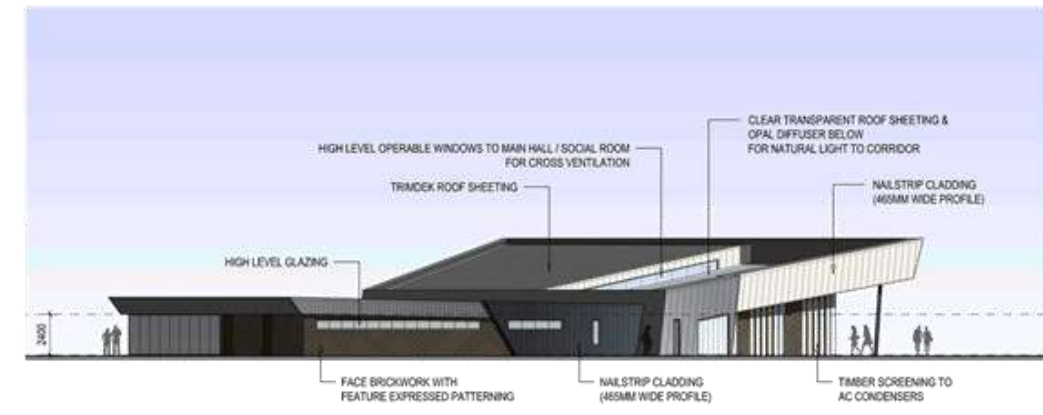 CLEAR TRANSPARENT ROOF SHEETING &
OPAL DIFFUSER BELOW
FOR NATURAL LIGHT TO CORRIDOR
HIGH LEVEL OPERABLE WINDOWS TO MAIN HALL / SOCIAL ROOM
FOR CROSS VENTILATION
TRIMDEK ROOF SHEETING
NAILSTRIP CLADDING
(465MM WIDE PROFILE)
HIGH LEVEL GLAZING
2400
FACE BRICKWORK WITH
FEATURE EXPRESSED PATTERNING
NAILSTRIP CLADDING
(465MM WIDE PROFILE)
TIMBER SCREENING TO
AC CONDENSERS